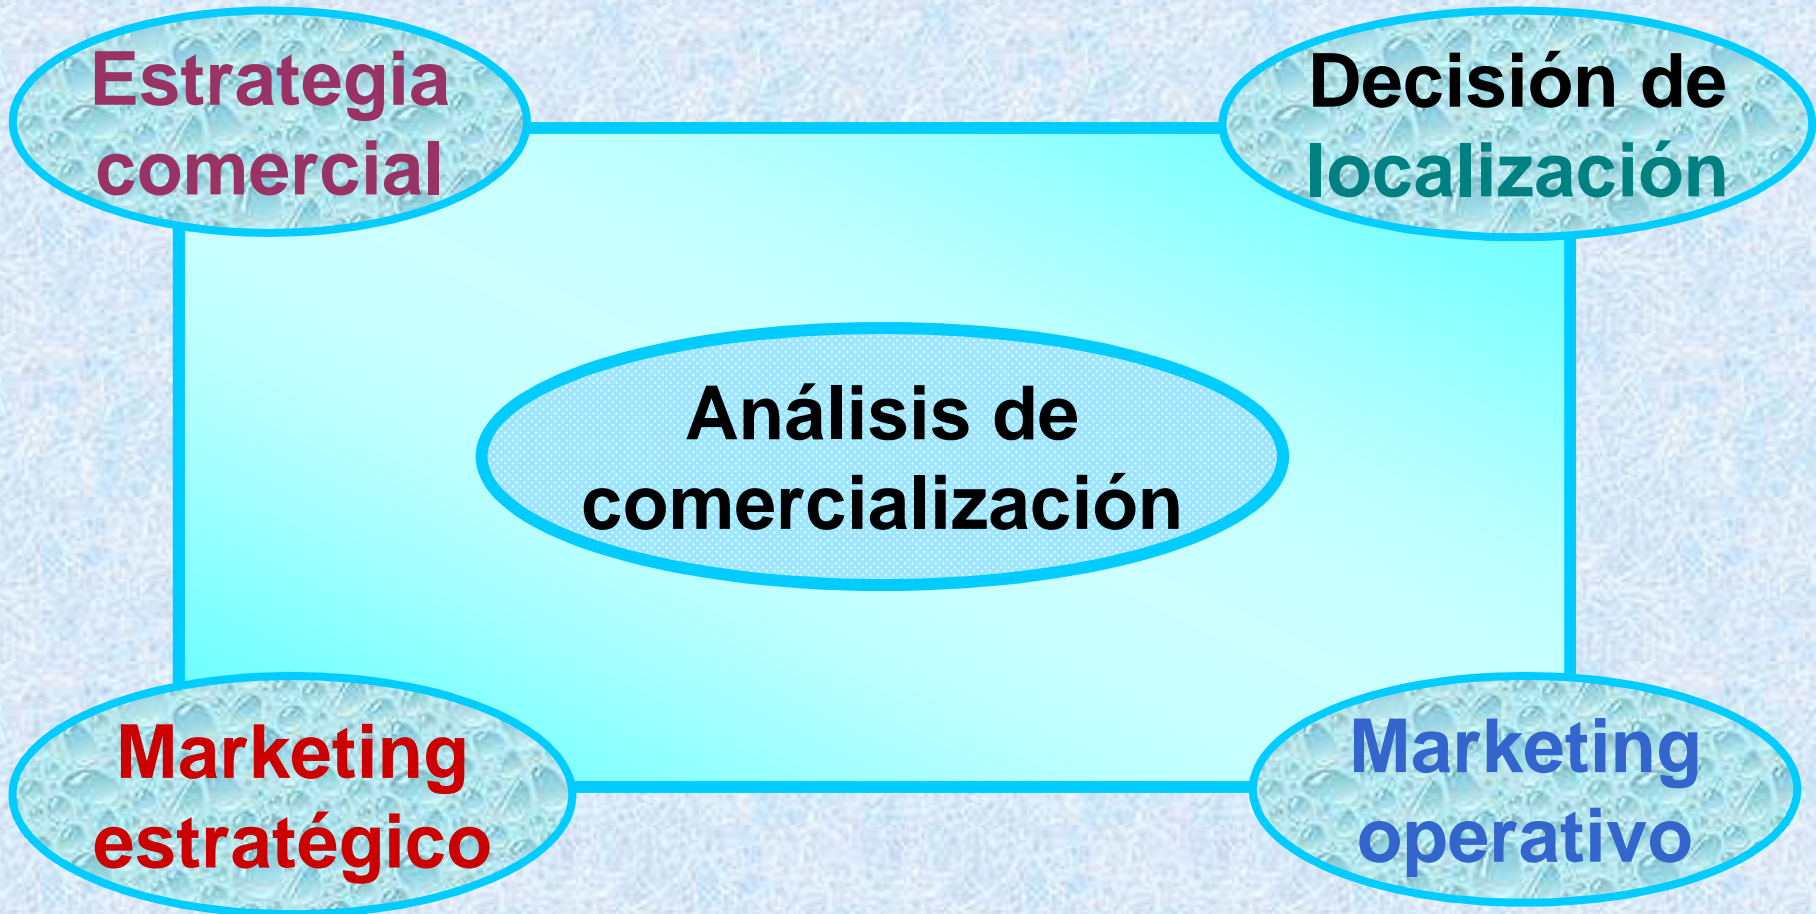 Estrategia
comercial
Decisión de
localización
Análisis de
comercialización
Marketing
estratégico
Marketing
operativo